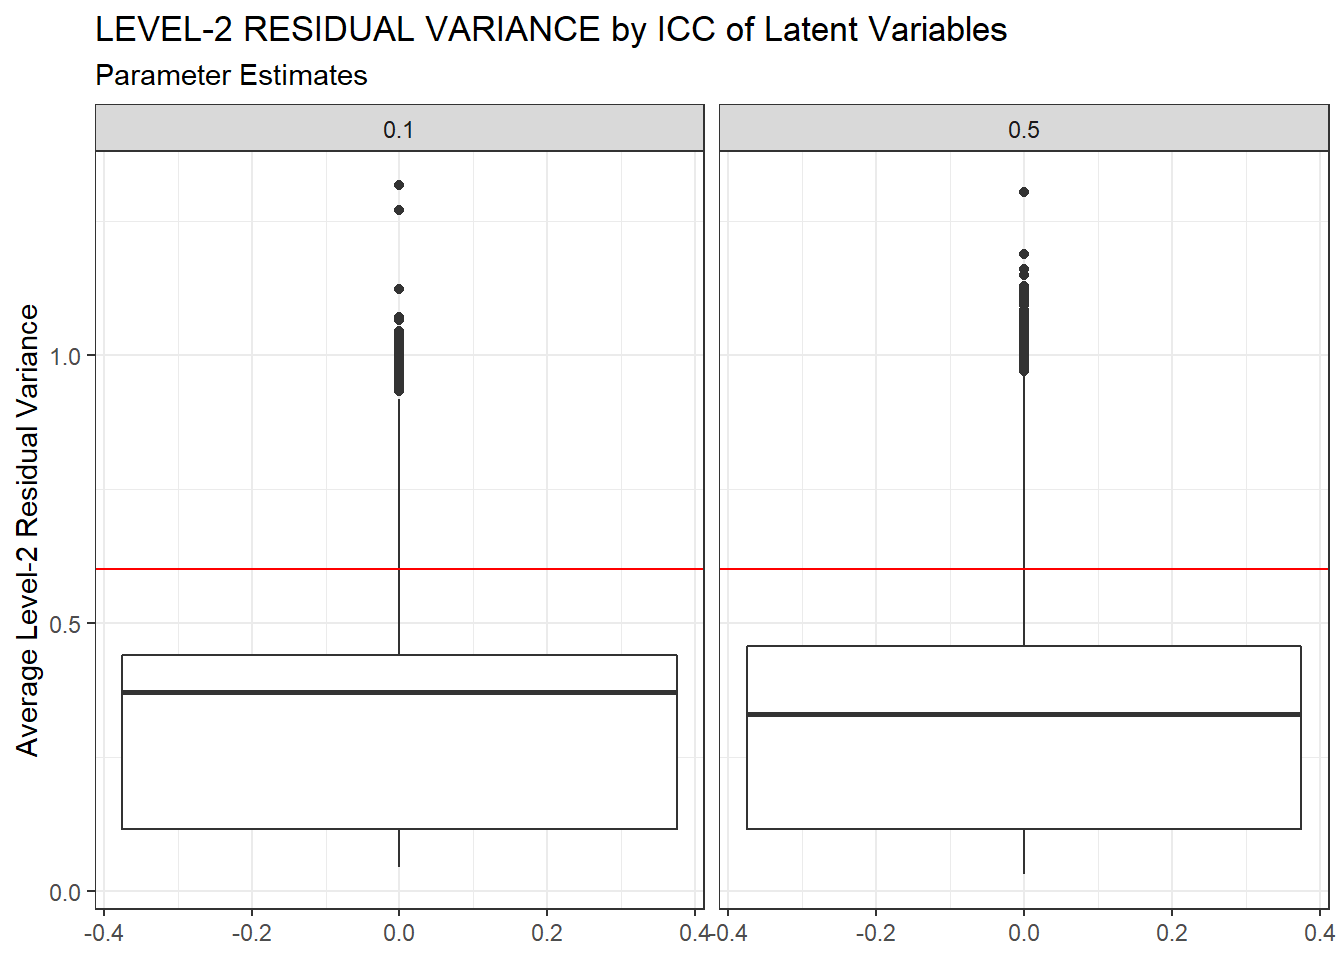 LEVEL-2 RESIDUAL VARIANCE by ICC of Latent Variables
Parameter Estimates
0.1 0.5
Average Level-2 Residual Variance
1.0
0.5
0.0
-0.4 -0.2 0.0 0.2 0.4 -0.4 -0.2 0.0 0.2 0.4